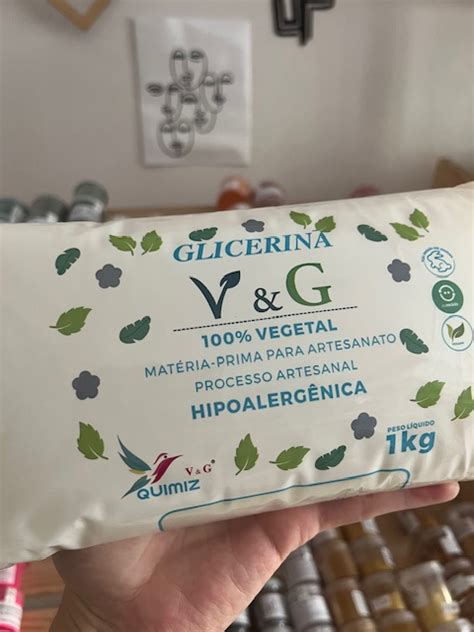 GLICERINA
V & G
100% VEGETAL
MATÉRIA-PRIMA PARA ARTESANATO
PROCESSO ARTESANAL
HIPOALERGÊNICA
PESO LÍQUIDO
1kg
V & G®
QUIMIZ